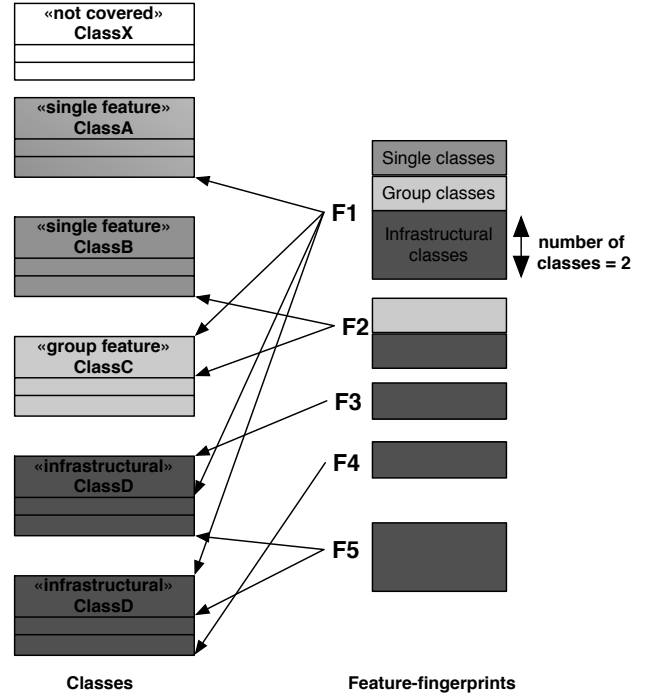 «not covered»
ClassX
«single feature»
ClassA
«single feature»
ClassB
«group feature»
ClassC
«infrastructural»
ClassD
«infrastructural»
ClassD
Classes
F1
F2
F3
F4
F5
Single classes
Group classes
Infrastructural
classes
number of
classes = 2
Feature-fingerprints